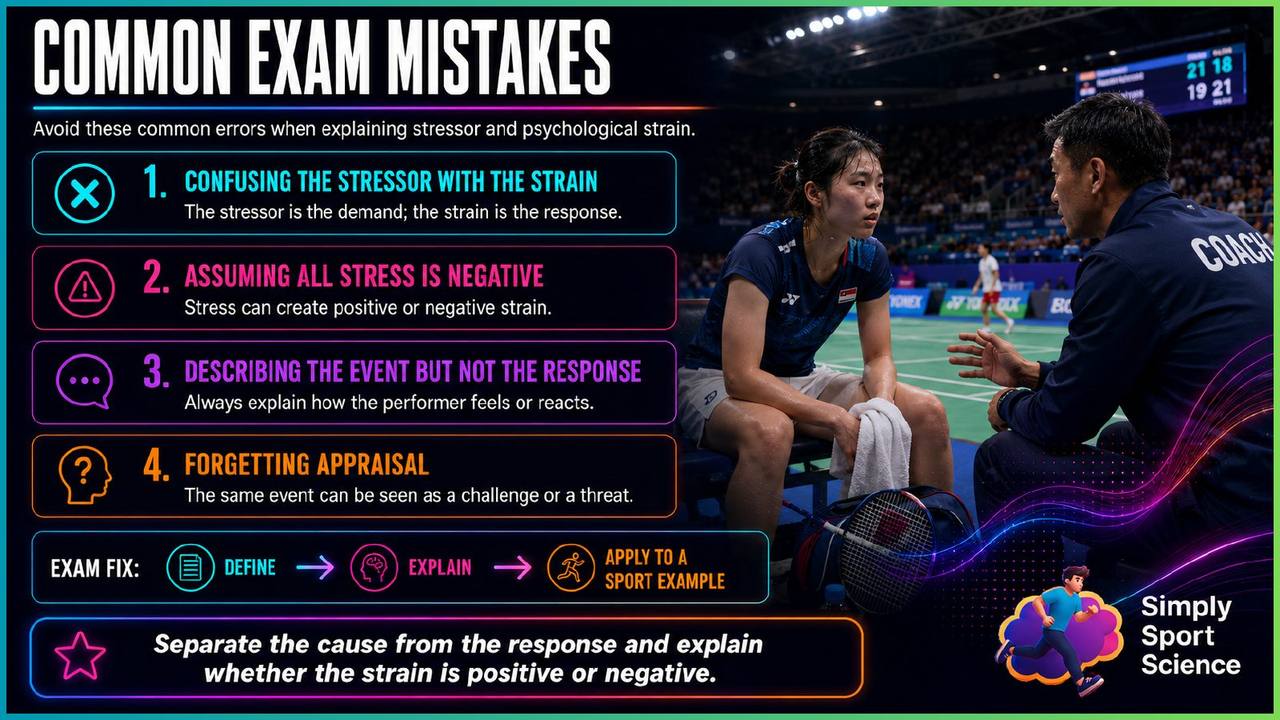 COMMON EXAM MISTAKES
Avoid these common errors when explaining stressor and psychological strain.
1. CONFUSING THE STRESSOR WITH THE STRAIN
The stressor is the demand; the strain is the response.
2. ASSUMING ALL STRESS IS NEGATIVE
Stress can create positive or negative strain.
3. DESCRIBING THE EVENT BUT NOT THE RESPONSE
Always explain how the performer feels or reacts.
4. FORGETTING APPRAISAL
The same event can be seen as a challenge or a threat.
EXAM FIX:
DEFINE
EXPLAIN
APPLY TO A
SPORT EXAMPLE
Separate the cause from the response and explain
whether the strain is positive or negative.
21 18
19 21
COACH
YONEX
Simply
Sport
Science